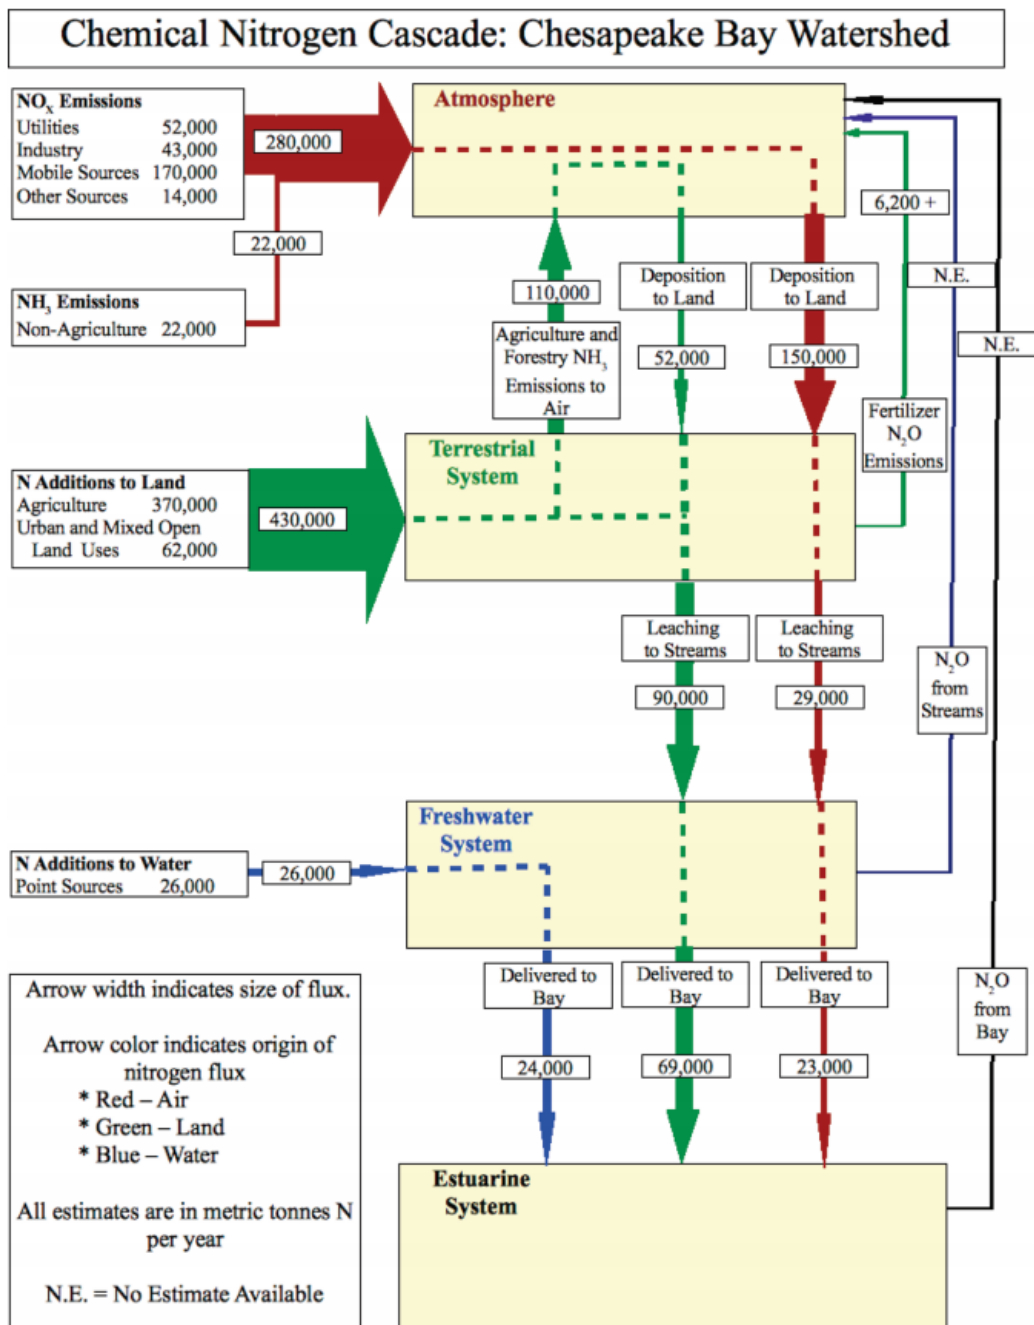 Chemical Nitrogen Cascade: Chesapeake Bay Watershed
NOX Emissions
Utilities 52,000
Industry 43,000
Mobile Sources 170,000
Other Sources 14,000
280,000
22,000
NH3 Emissions
Non-Agriculture 22,000
Atmosphere
110,000
Agriculture and
Forestry NH3
Emissions to
Air
Deposition
to Land
52,000
Deposition
to Land
150,000
6,200 +
N.E.
N.E.
Fertilizer
N2O
Emissions
N Additions to Land
Agriculture 370,000
Urban and Mixed Open
Land Uses 62,000
430,000
Terrestrial
System
Leaching
to Streams
90,000
Leaching
to Streams
29,000
N2O
from
Streams
N Additions to Water
Point Sources 26,000
26,000
Freshwater
System
Delivered to
Bay
24,000
Delivered to
Bay
69,000
Delivered to
Bay
23,000
N2O
from
Bay
Estuarine
System
Arrow width indicates size of flux.
Arrow color indicates origin of
nitrogen flux
* Red – Air
* Green – Land
* Blue – Water
All estimates are in metric tonnes N
per year
N.E. = No Estimate Available